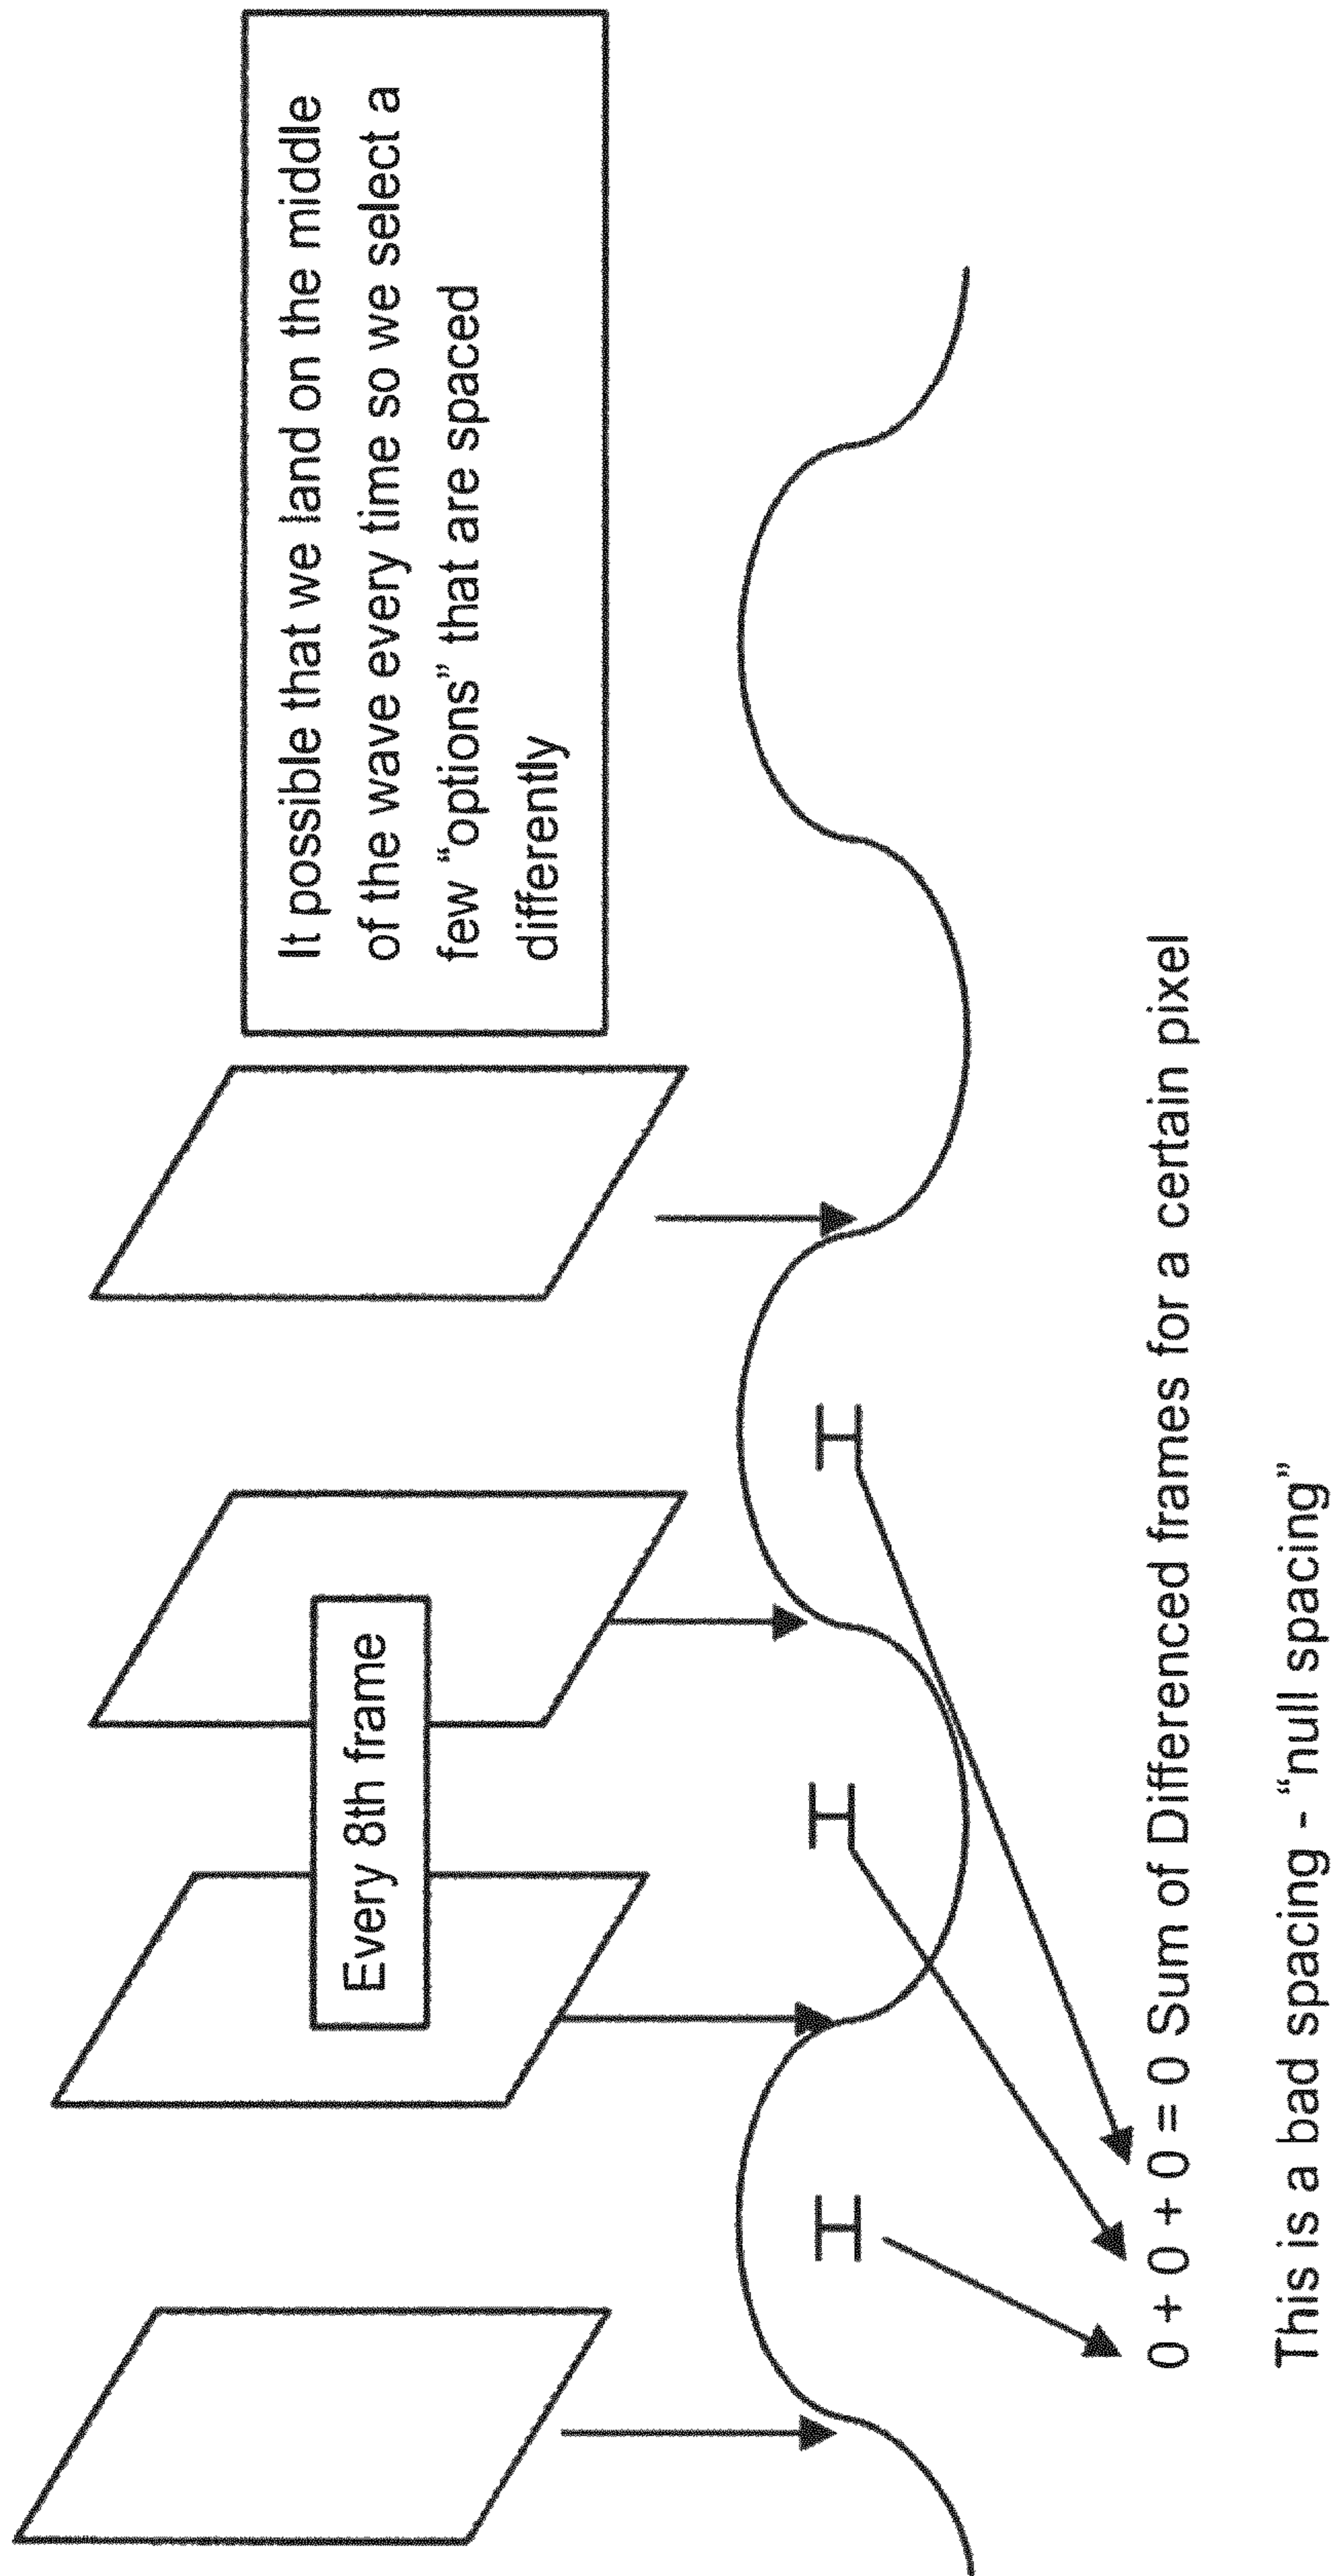 It possible that we land on the middle
of the wave every time so we select a
few “options” that are spaced
differently
Every 8th frame
H
H
H
0 + 0 + 0 = 0 Sum of Differenced frames for a certain pixel
This is a bad spacing - “null spacing”